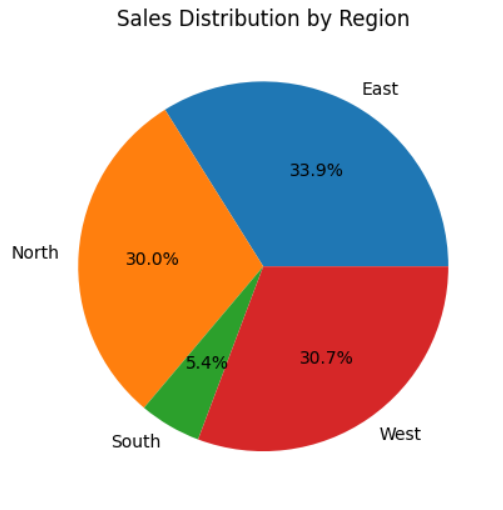 Sales Distribution by Region
East
33.9%
North
30.0%
5.4%
South
30.7%
West